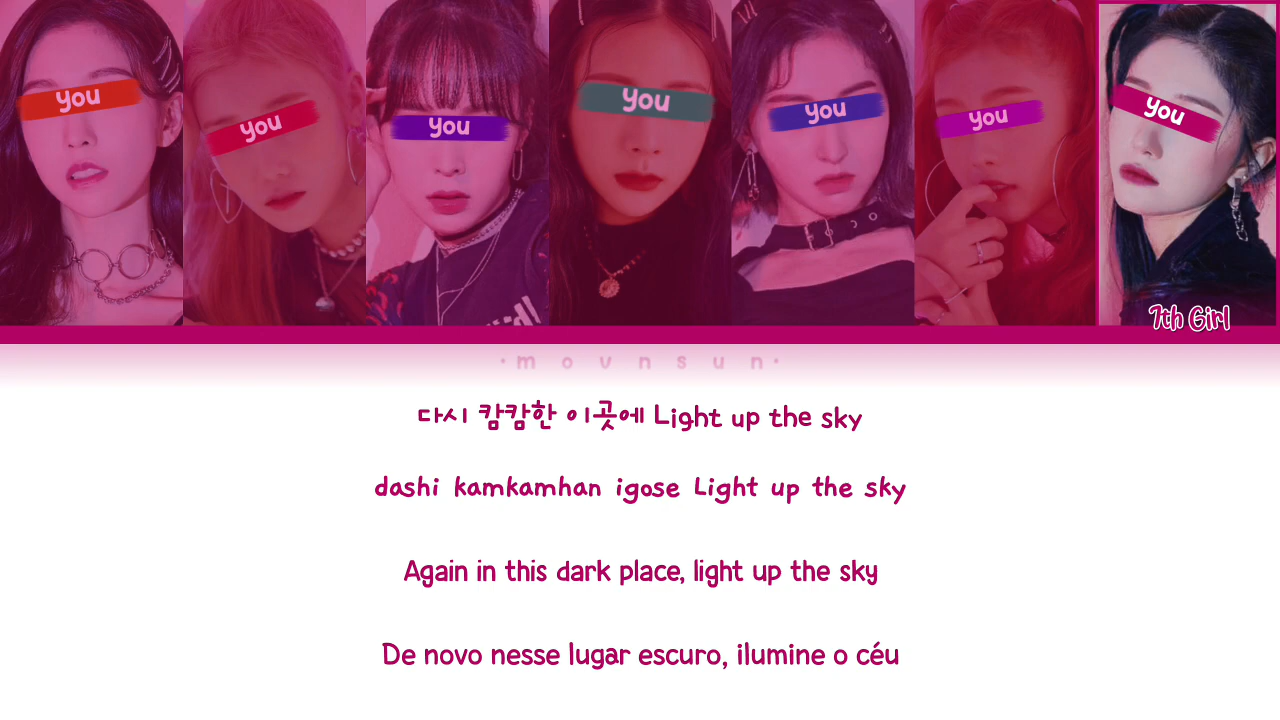 you
you
you
you
you
you
you
7th Girl
·movnsun·
다시 캄캄한 이곳에 Light up the sky
dashi kamkamhan igose Light up the sky
Again in this dark place, light up the sky
De novo nesse lugar escuro, ilumine o céu